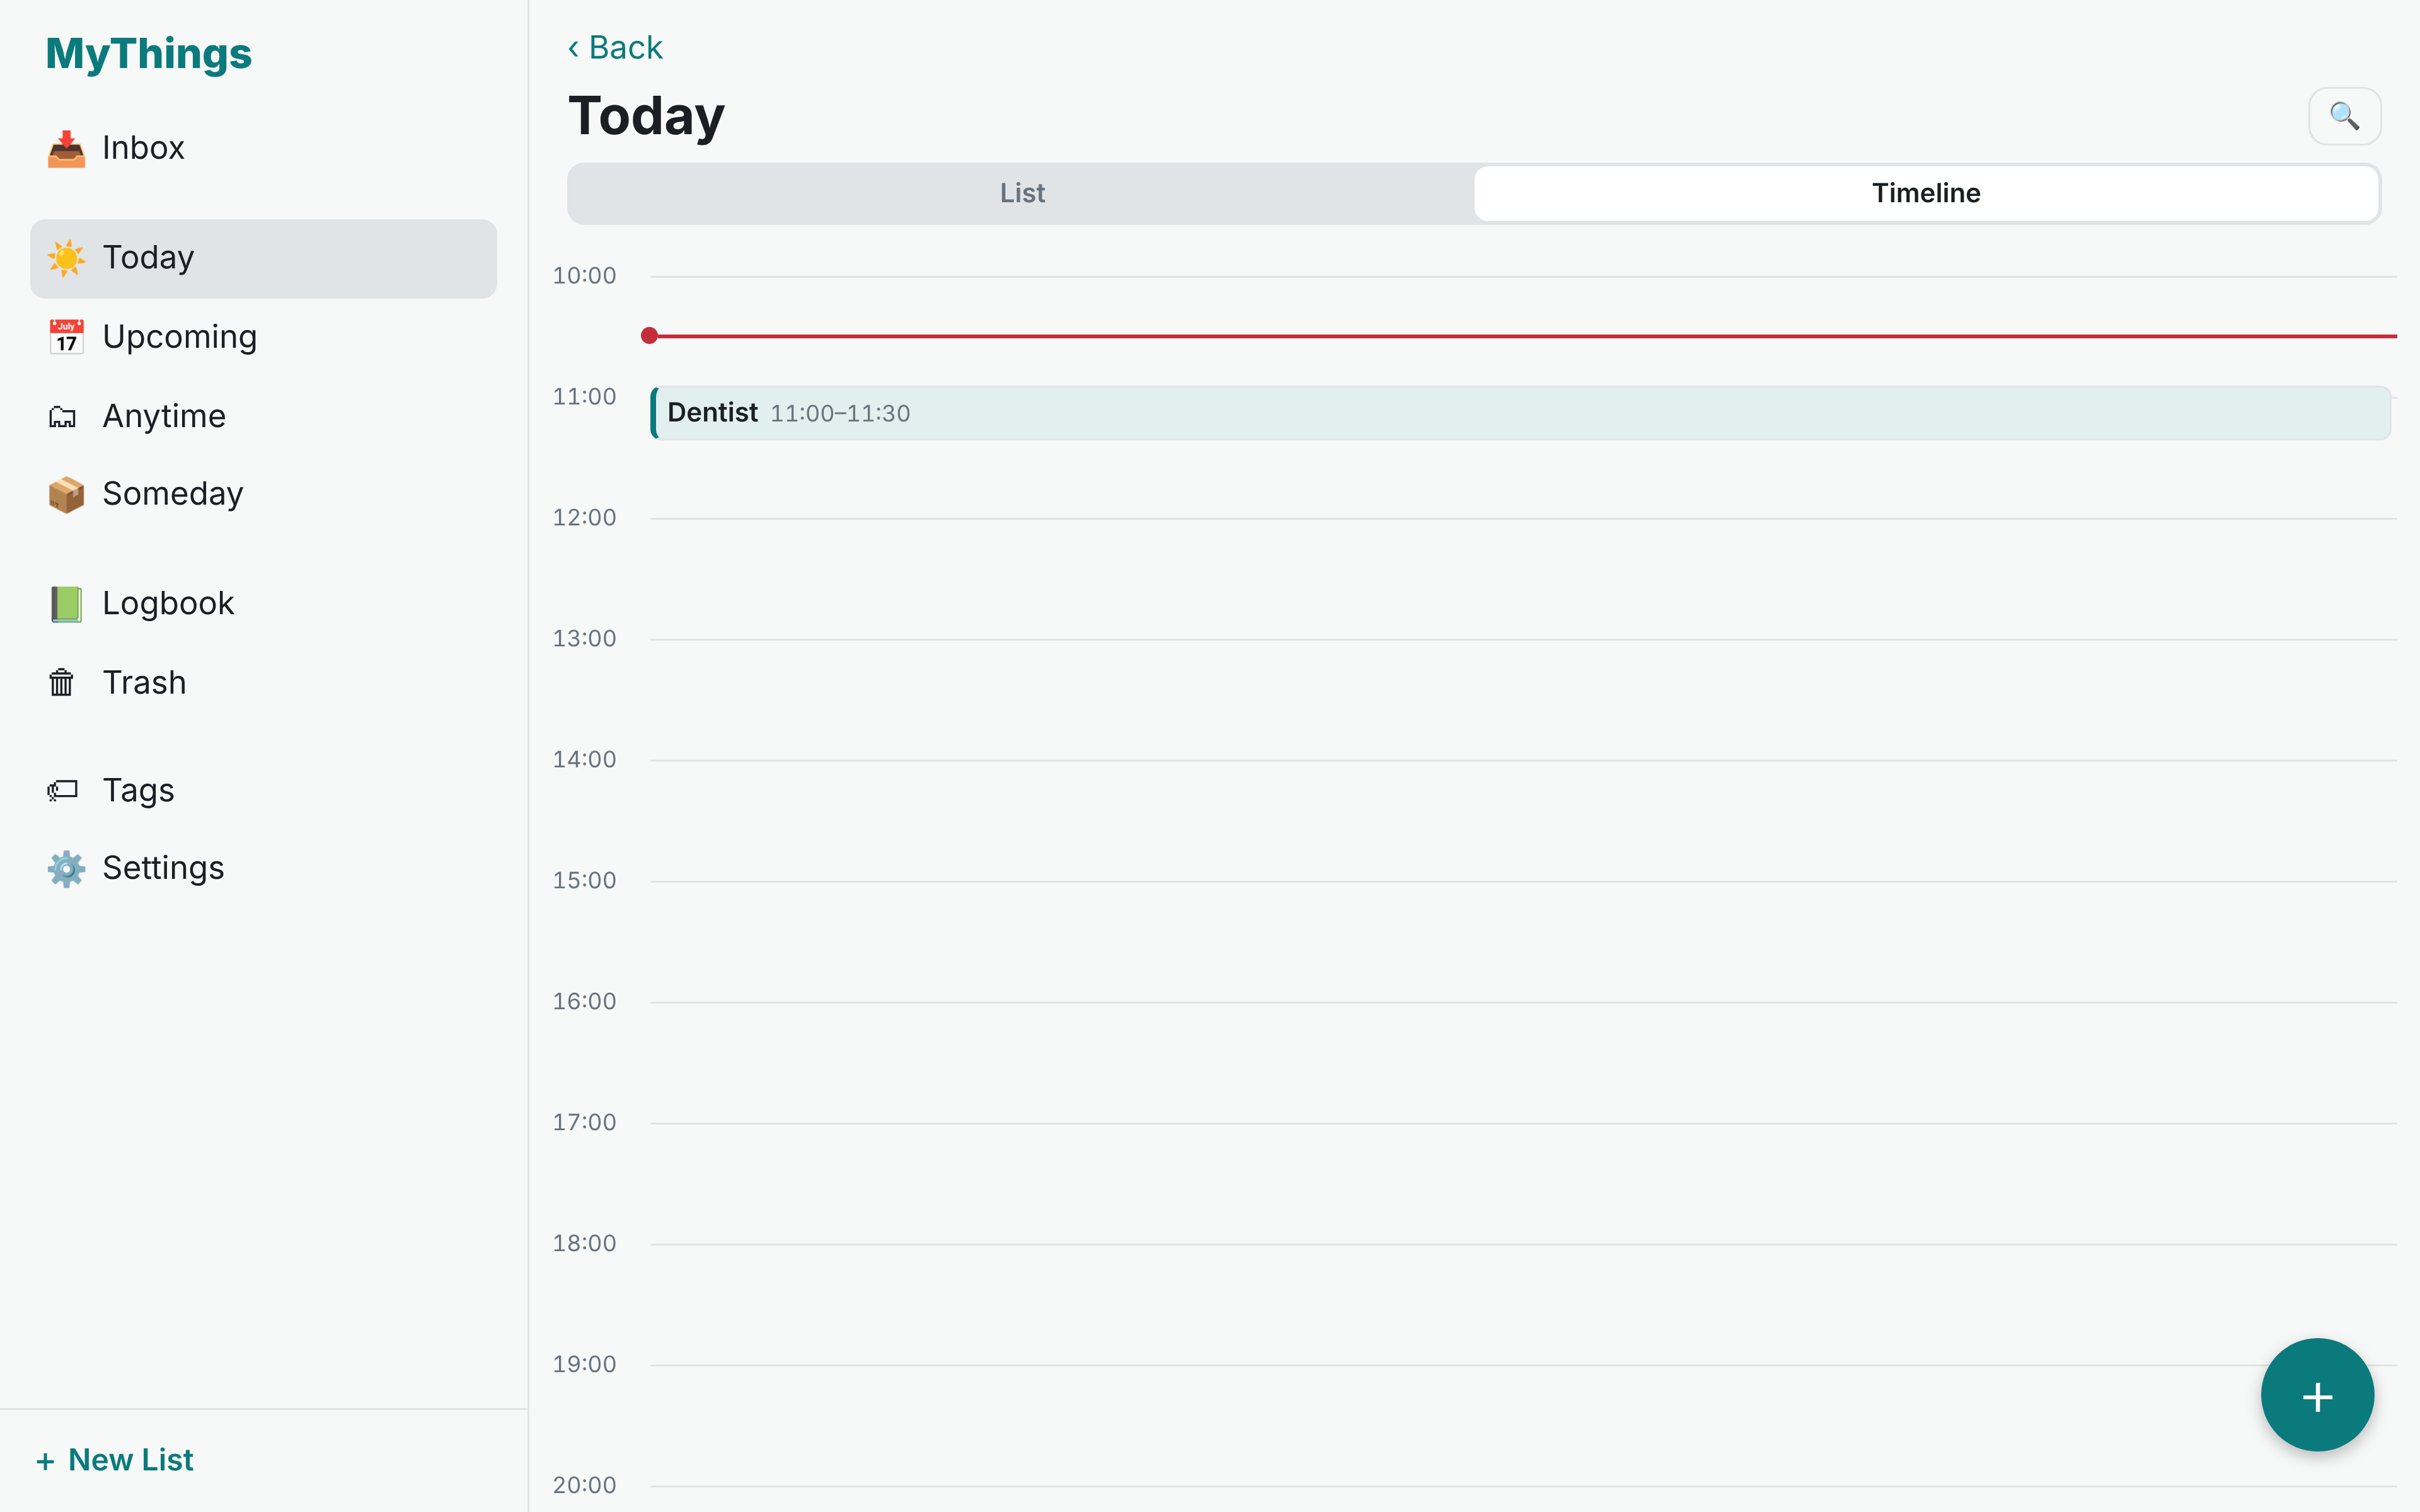 MyThings
Inbox
Today
Upcoming
Anytime
Someday
Logbook
Trash
Tags
Settings
+ New List
‹ Back
Today
List
Timeline
10:00
11:00
Dentist 11:00–11:30
12:00
13:00
14:00
15:00
16:00
17:00
18:00
19:00
20:00
+